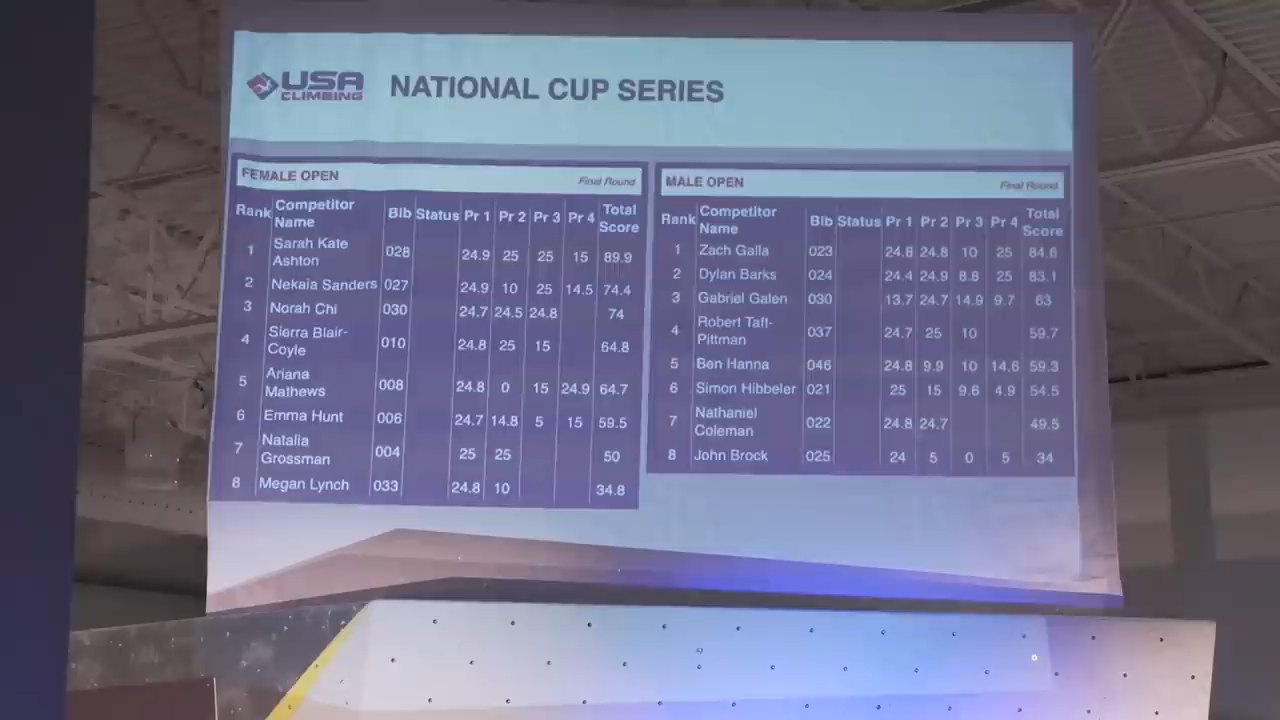 USA
CLIMBING
NATIONAL CUP SERIES
FEMALE OPEN Final Round
Rank Competitor Name Bib Status Pr 1 Pr 2 Pr 3 Pr 4 Total Score
1 Sarah Kate Ashton 028 24.9 25 25 15 89.9
2 Nekaia Sanders 027 24.9 10 25 14.5 74.4
3 Norah Chi 030 24.7 24.5 24.8 74
4 Sierra Blair-Coyle 010 24.8 25 15 64.8
5 Ariana Mathews 008 24.8 0 15 24.9 64.7
6 Emma Hunt 006 24.7 14.8 5 15 59.5
7 Natalia Grossman 004 25 25 50
8 Megan Lynch 033 24.8 10 34.8
MALE OPEN Final Round
Rank Competitor Name Bib Status Pr 1 Pr 2 Pr 3 Pr 4 Total Score
1 Zach Galla 023 24.8 24.8 10 25 84.6
2 Dylan Barks 024 24.4 24.9 8.8 25 83.1
3 Gabriel Galen 030 13.7 24.7 14.9 9.7 63
4 Robert Taft-Pittman 037 24.7 25 10 59.7
5 Ben Hanna 046 24.8 9.9 10 14.6 59.3
6 Simon Hibbeler 021 25 15 9.6 4.9 54.5
7 Nathaniel Coleman 022 24.8 24.7 49.5
8 John Brock 025 24 5 0 5 34